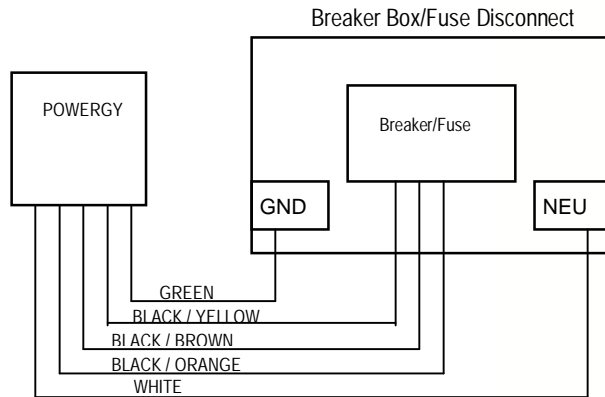 Breaker Box/Fuse Disconnect
POWERGY
Breaker/Fuse
GND
NEU
GREEN
BLACK / YELLOW
BLACK / BROWN
BLACK / ORANGE
WHITE